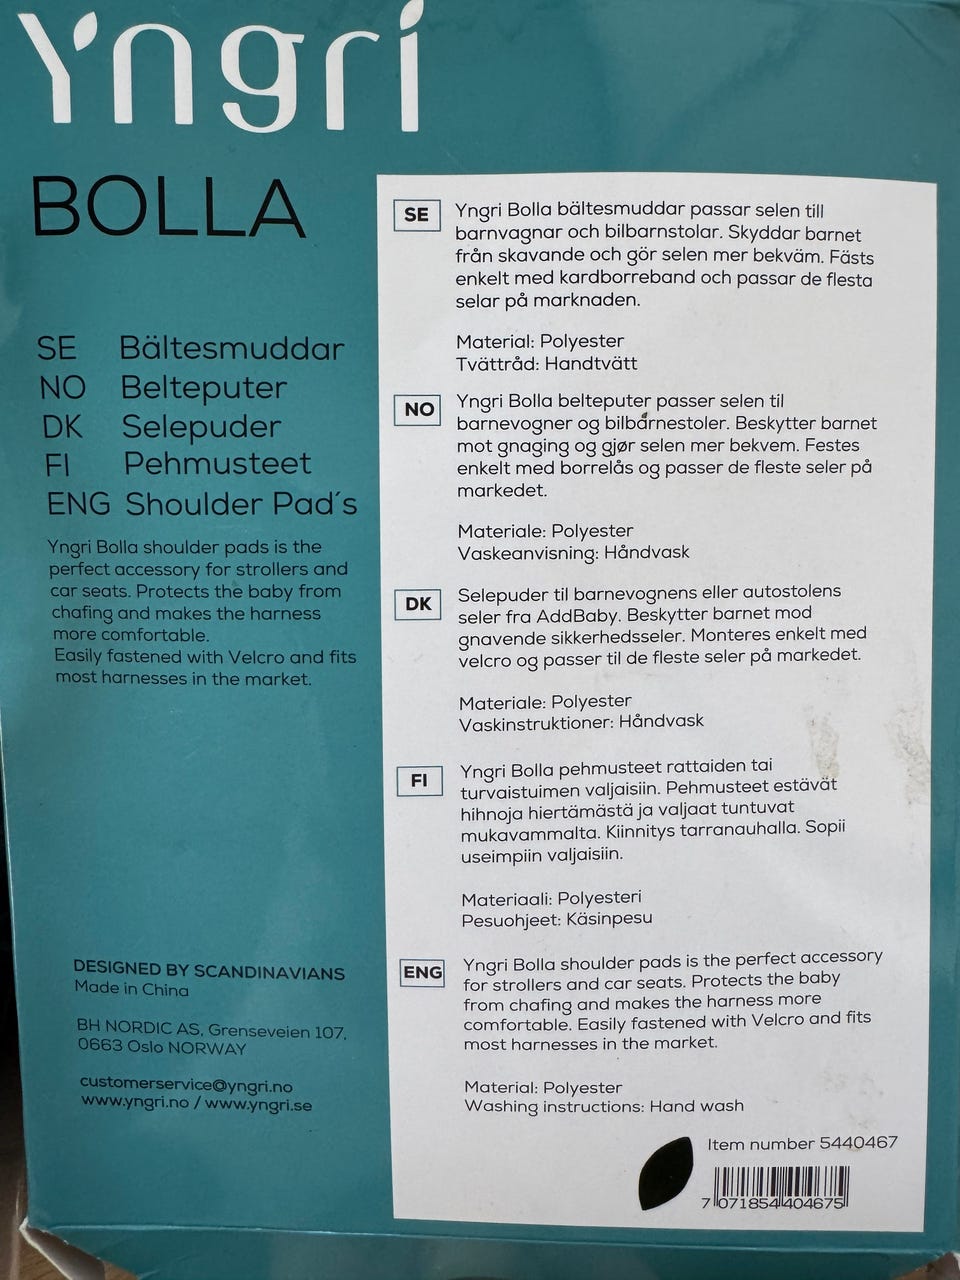 Yngri
BOLLA
SE Bältesmuddar
NO Belteputer
DK Selepuder
FI Pehmusteet
ENG Shoulder Pad´s
Yngri Bolla shoulder pads is the
perfect accessory for strollers and
car seats. Protects the baby from
chafing and makes the harness
more comfortable.
Easily fastened with Velcro and fits
most harnesses in the market.
DESIGNED BY SCANDINAVIANS
Made in China
BH NORDIC AS, Grenseveien 107,
0663 Oslo NORWAY
customerservice@yngri.no
www.yngri.no / www.yngri.se
SE
Yngri Bolla bältesmuddar passar selen till
barnvagnar och bilbarnstolar. Skyddar barnet
från skavande och gör selen mer bekväm. Fästs
enkelt med kardborreband och passar de flesta
selar på marknaden.
Material: Polyester
Tvättråd: Handtvätt
NO
Yngri Bolla belteputer passer selen til
barnevogner og bilbarnestoler. Beskytter barnet
mot gnaging og gjør selen mer bekvem. Festes
enkelt med borrelås og passer de fleste seler på
markedet.
Materiale: Polyester
Vaskeanvisning: Håndvask
DK
Selepuder til barnevognens eller autostolens
seler fra AddBaby. Beskytter barnet mod
gnavende sikkerhedsseler. Monteres enkelt med
velcro og passer til de fleste seler på markedet.
Materiale: Polyester
Vaskinstruktioner: Håndvask
FI
Yngri Bolla pehmusteet rattaiden tai
turvaistuimen valjaisiin. Pehmusteet estävät
hihnoja hiertämästä ja valjaat tuntuvat
mukavammalta. Kiinnitys tarranauhalla. Sopii
useimpiin valjaisiin.
Materiaali: Polyesteri
Pesuohjeet: Käsinpesu
ENG
Yngri Bolla shoulder pads is the perfect accessory
for strollers and car seats. Protects the baby
from chafing and makes the harness more
comfortable. Easily fastened with Velcro and fits
most harnesses in the market.
Material: Polyester
Washing instructions: Hand wash
Item number 5440467
7 071854 404675